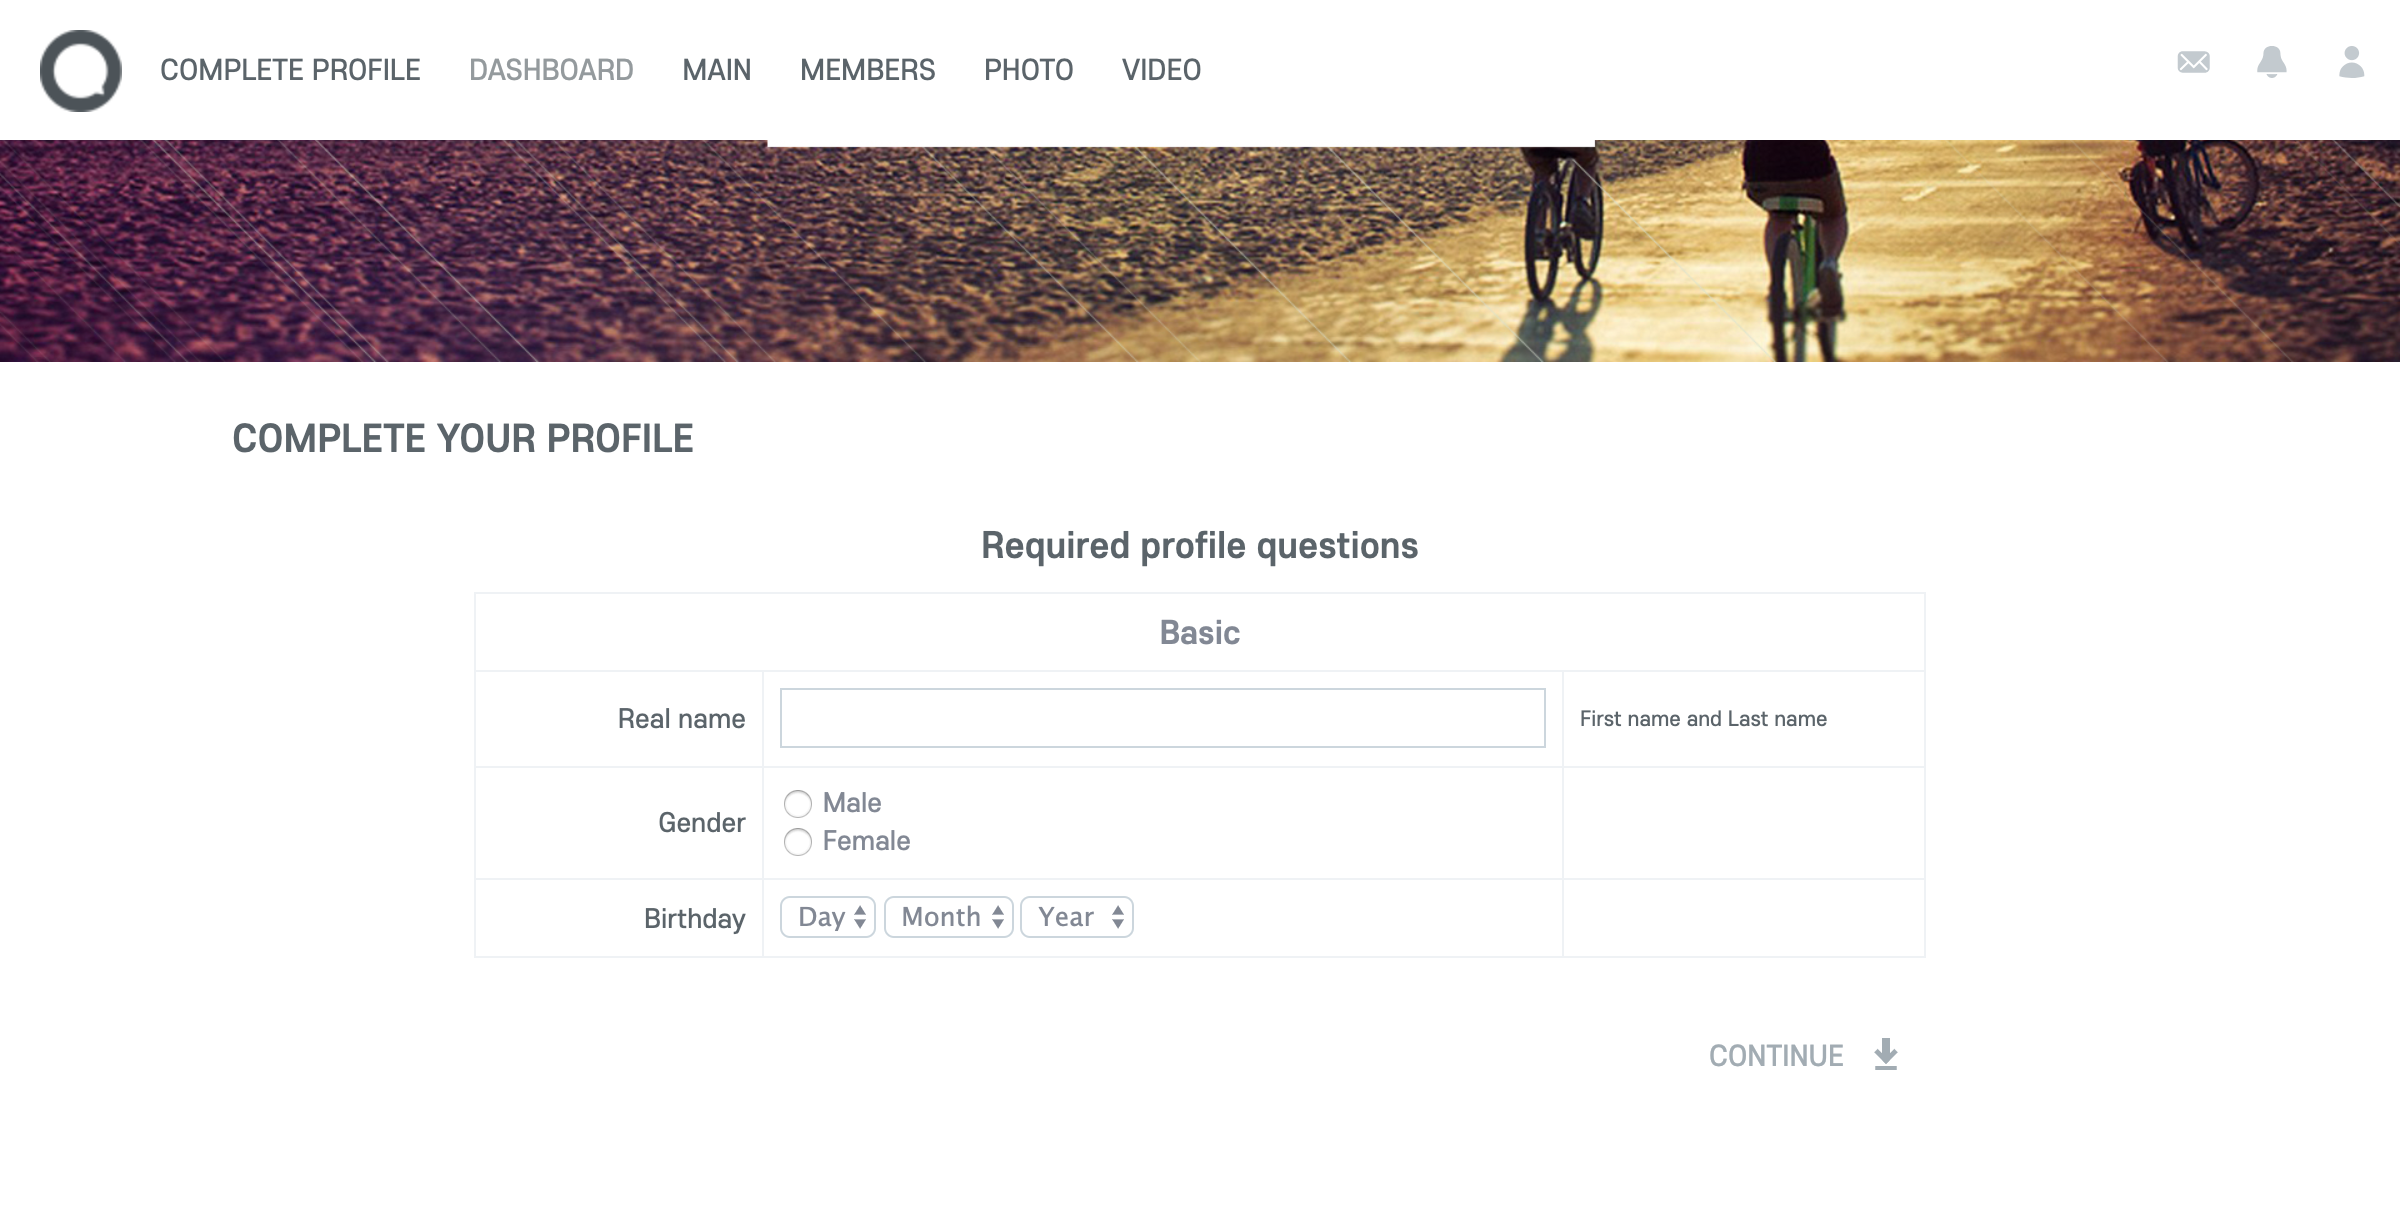 COMPLETE PROFILE DASHBOARD MAIN MEMBERS PHOTO VIDEO
COMPLETE YOUR PROFILE
Required profile questions
Basic
Real name First name and Last name
Gender Male
Female
Birthday Day Month Year
CONTINUE